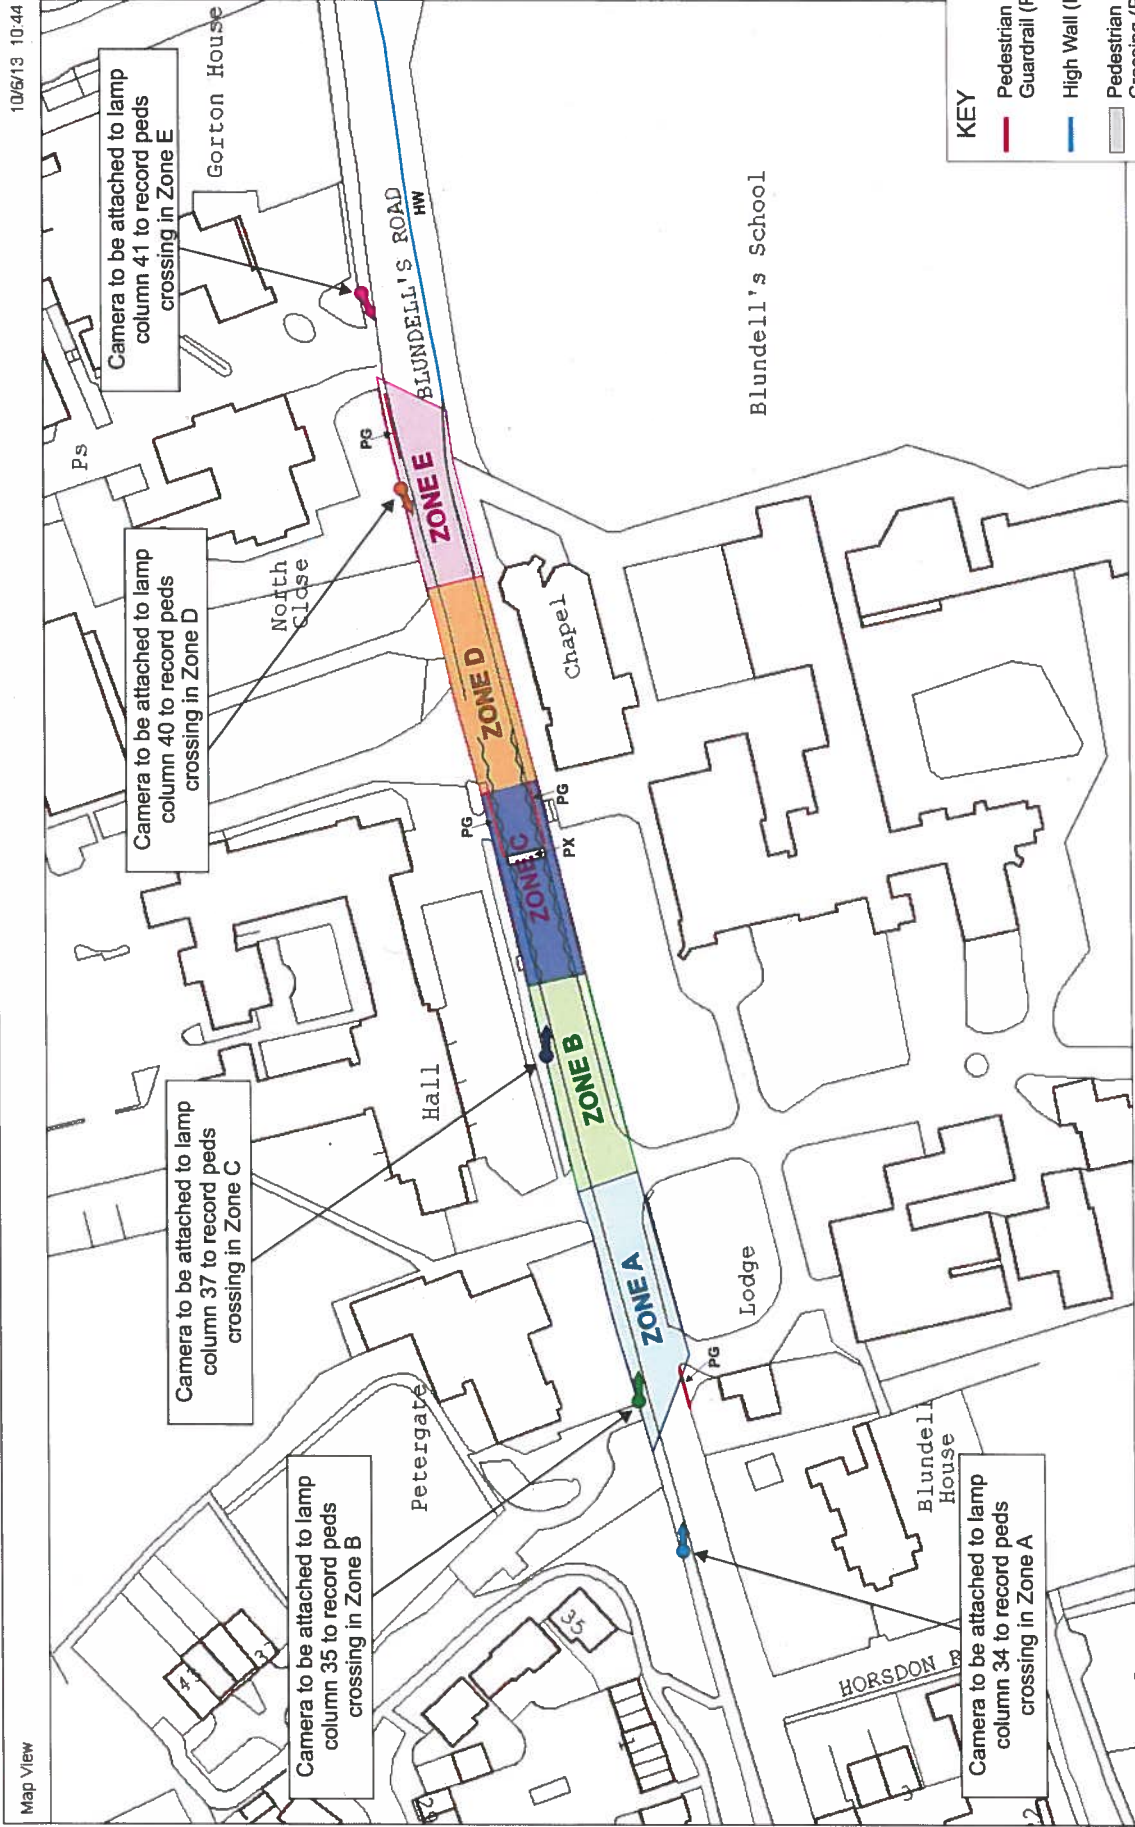 Map View
10/6/13 10:44
Camera to be attached to lamp
column 41 to record peds
crossing in Zone E
Gorton House
Ps
Camera to be attached to lamp
column 40 to record peds
crossing in Zone D
North
Close
Camera to be attached to lamp
column 37 to record peds
crossing in Zone C
Hall
Petergate
Camera to be attached to lamp
column 35 to record peds
crossing in Zone B
43
37
35
29
BLUNDELL'S ROAD
HW
PG
ZONE E
ZONE D
PG
PG
PX
ZONE C
ZONE B
ZONE A
PG
Chapel
Lodge
Blundell's School
Blundell
House
HORSDON
Camera to be attached to lamp
column 34 to record peds
crossing in Zone A
KEY
Pedestrian
Guardrail (P
High Wall (
Pedestrian